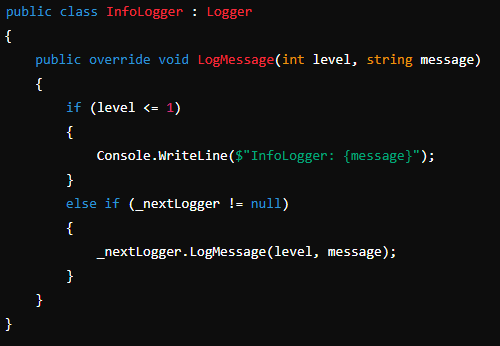 public class InfoLogger : Logger
{
    public override void LogMessage(int level, string message)
    {
        if (level <= 1)
        {
            Console.WriteLine($"InfoLogger: {message}");
        }
        else if (_nextLogger != null)
        {
            _nextLogger.LogMessage(level, message);
        }
    }
}